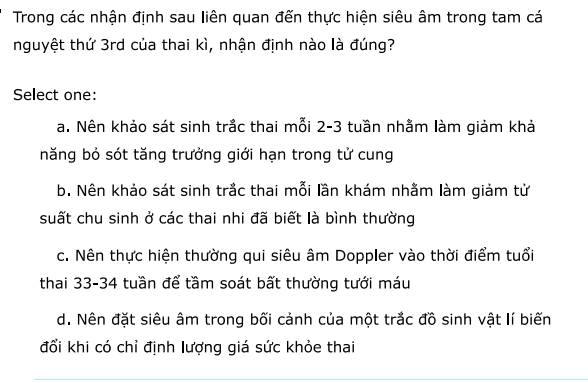 Trong các nhận định sau liên quan đến thực hiện siêu âm trong tam cá
nguyệt thứ 3rd của thai kì, nhận định nào là đúng?
Select one:
a. Nên khảo sát sinh trắc thai mỗi 2-3 tuần nhằm làm giảm khả
năng bỏ sót tăng trưởng giới hạn trong tử cung
b. Nên khảo sát sinh trắc thai mỗi lần khám nhằm làm giảm tử
suất chu sinh ở các thai nhi đã biết là bình thường
c. Nên thực hiện thường qui siêu âm Doppler vào thời điểm tuổi
thai 33-34 tuần để tầm soát bất thường tưới máu
d. Nên đặt siêu âm trong bối cảnh của một trắc đồ sinh vật lí biến
đổi khi có chỉ định lượng giá sức khỏe thai